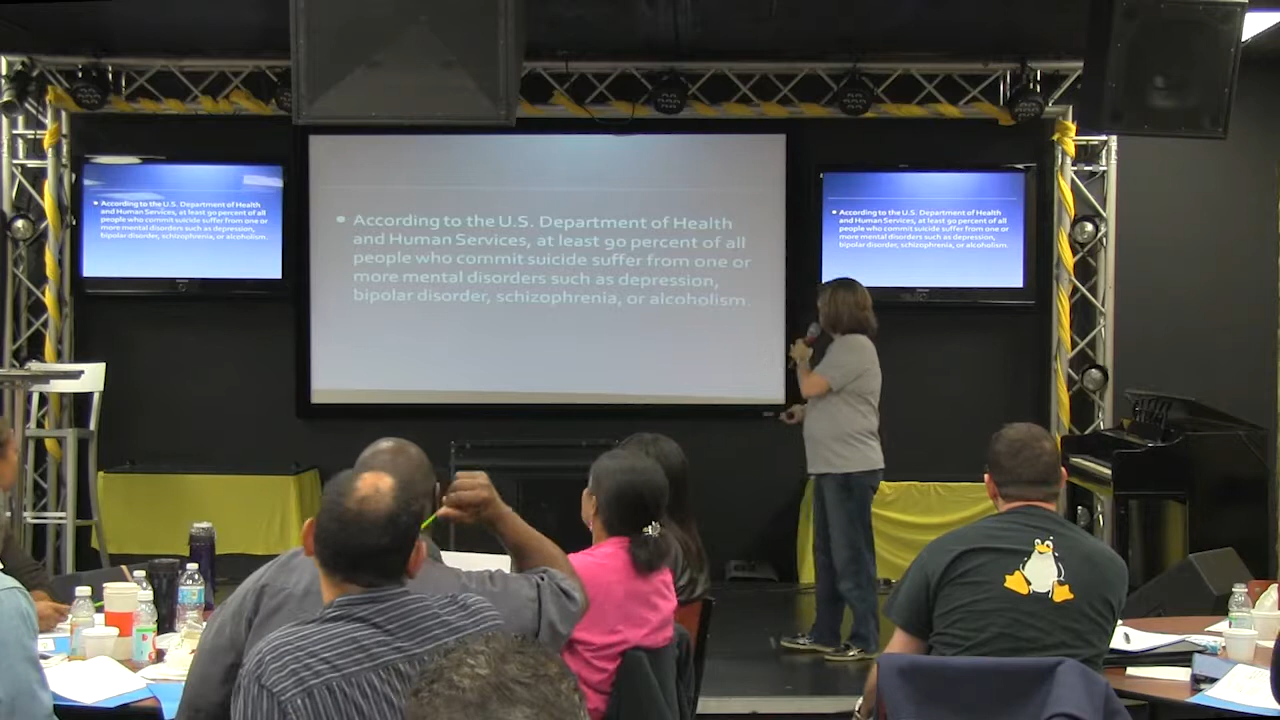 According to the U.S. Department of Health
and Human Services, at least 90 percent of all
people who commit suicide suffer from one or
more mental disorders such as depression,
bipolar disorder, schizophrenia, or alcoholism.
According to the U.S. Department of Health
and Human Services, at least 90 percent of all
people who commit suicide suffer from one or
more mental disorders such as depression,
bipolar disorder, schizophrenia, or alcoholism.
According to the U.S. Department of Health
and Human Services, at least 90 percent of all
people who commit suicide suffer from one or
more mental disorders such as depression,
bipolar disorder, schizophrenia, or alcoholism.